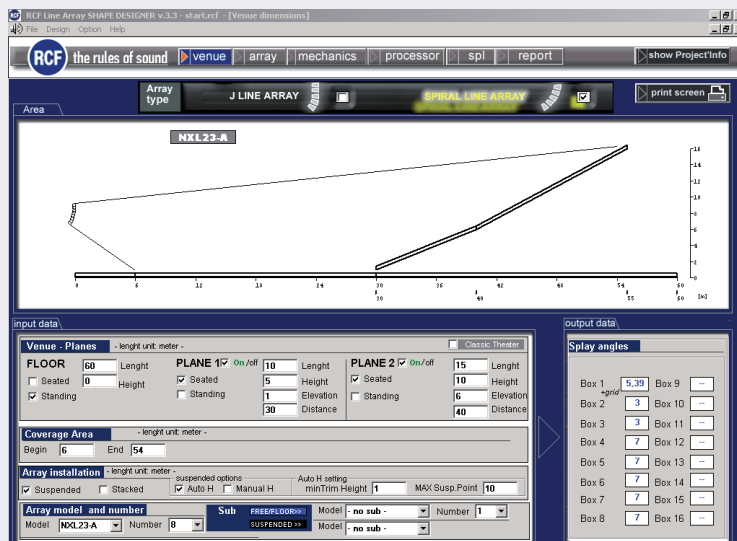 RCF Line Array SHAPE DESIGNER v.3.3 - start.rcf - [Venue dimensions]
File Design Option Help
RCF the rules of sound venue array mechanics processor spl report show Project'Info
Array type J LINE ARRAY SPIRAL LINE ARRAY print screen
Area
NXL23-A
16
14
12
10
8
6
4
2
0
0 6 12 18 24 30 36 42 48 54 60
30 40 55 60 [m]
input data
Venue - Planes - lenght unit: meter - Classic Theater
FLOOR 60 Lenght PLANE 1 On/off 10 Lenght PLANE 2 On/off 15 Lenght
Seated 0 Height Seated 5 Height Seated 10 Height
Standing Standing 1 Elevation Standing 6 Elevation
30 Distance 40 Distance
Coverage Area - lenght unit: meter -
Begin 6 End 54
Array installation - lenght unit: meter -
suspended options Auto H setting
Suspended Stacked Auto H Manual H minTrim Height 1 MAX Susp.Point 10
Array model and number Sub FREE/FLOOR>> Model - no sub - Number 1
Model NXL23-A Number 8 SUSPENDED >> Model - no sub -
output data
Splay angles
Box 1 5,39 Box 9 --
+grid
Box 2 3 Box 10 --
Box 3 3 Box 11 --
Box 4 7 Box 12 --
Box 5 7 Box 13 --
Box 6 7 Box 14 --
Box 7 7 Box 15 --
Box 8 7 Box 16 --